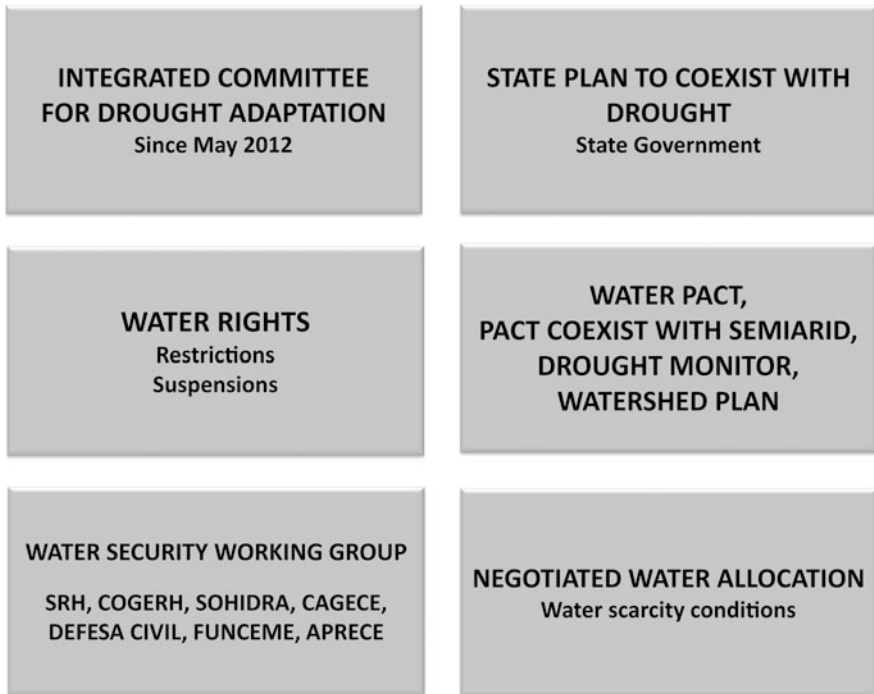 INTEGRATED COMMITTEE
FOR DROUGHT ADAPTATION
Since May 2012
STATE PLAN TO COEXIST WITH
DROUGHT
State Government
WATER RIGHTS
Restrictions
Suspensions
WATER PACT,
PACT COEXIST WITH SEMIARID,
DROUGHT MONITOR,
WATERSHED PLAN
WATER SECURITY WORKING GROUP
SRH, COGERH, SOHIDRA, CAGECE,
DEFESA CIVIL, FUNCEME, APRECE
NEGOTIATED WATER ALLOCATION
Water scarcity conditions